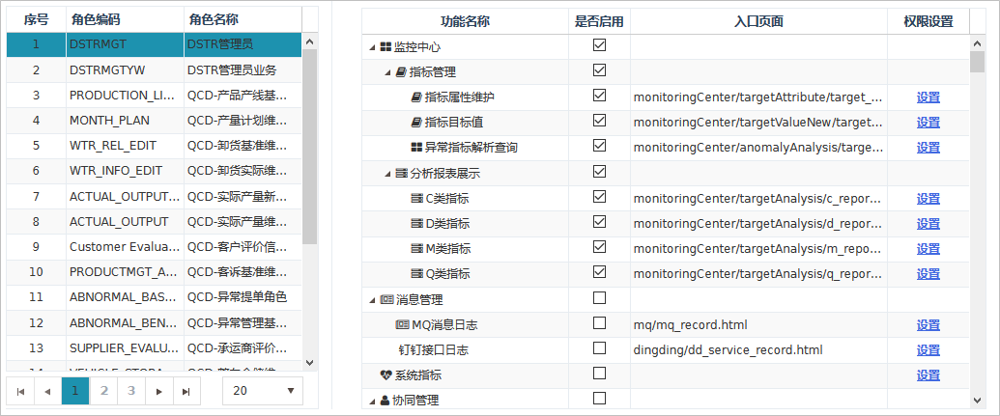 序号 角色编码 角色名称
1 DSTRMGT DSTR管理员
2 DSTRMGTYW DSTR管理员业务
3 PRODUCTION_LI... QCD-产品产线基...
4 MONTH_PLAN QCD-产量计划维...
5 WTR_REL_EDIT QCD-卸货基准维...
6 WTR_INFO_EDIT QCD-卸货实际维...
7 ACTUAL_OUTPUT... QCD-实际产量新...
8 ACTUAL_OUTPUT QCD-实际产量维...
9 Customer Evalua... QCD-客户评价信...
10 PRODUCTMGT_A... QCD-客诉基准维...
11 ABNORMAL_BAS... QCD-异常提单角色
12 ABNORMAL_BEN... QCD-异常管理基...
13 SUPPLIER_EVALU... QCD-承运商评价...
1 2 3 20
功能名称 是否启用 入口页面 权限设置
监控中心
指标管理
指标属性维护 monitoringCenter/targetAttribute/target_... 设置
指标目标值 monitoringCenter/targetValueNew/target... 设置
异常指标解析查询 monitoringCenter/anomalyAnalysis/targe... 设置
分析报表展示
C类指标 monitoringCenter/targetAnalysis/c_repor... 设置
D类指标 monitoringCenter/targetAnalysis/d_repor... 设置
M类指标 monitoringCenter/targetAnalysis/m_repo... 设置
Q类指标 monitoringCenter/targetAnalysis/q_repor... 设置
消息管理
MQ消息日志 mq/mq_record.html 设置
钉钉接口日志 dingding/dd_service_record.html 设置
系统指标 设置
协同管理